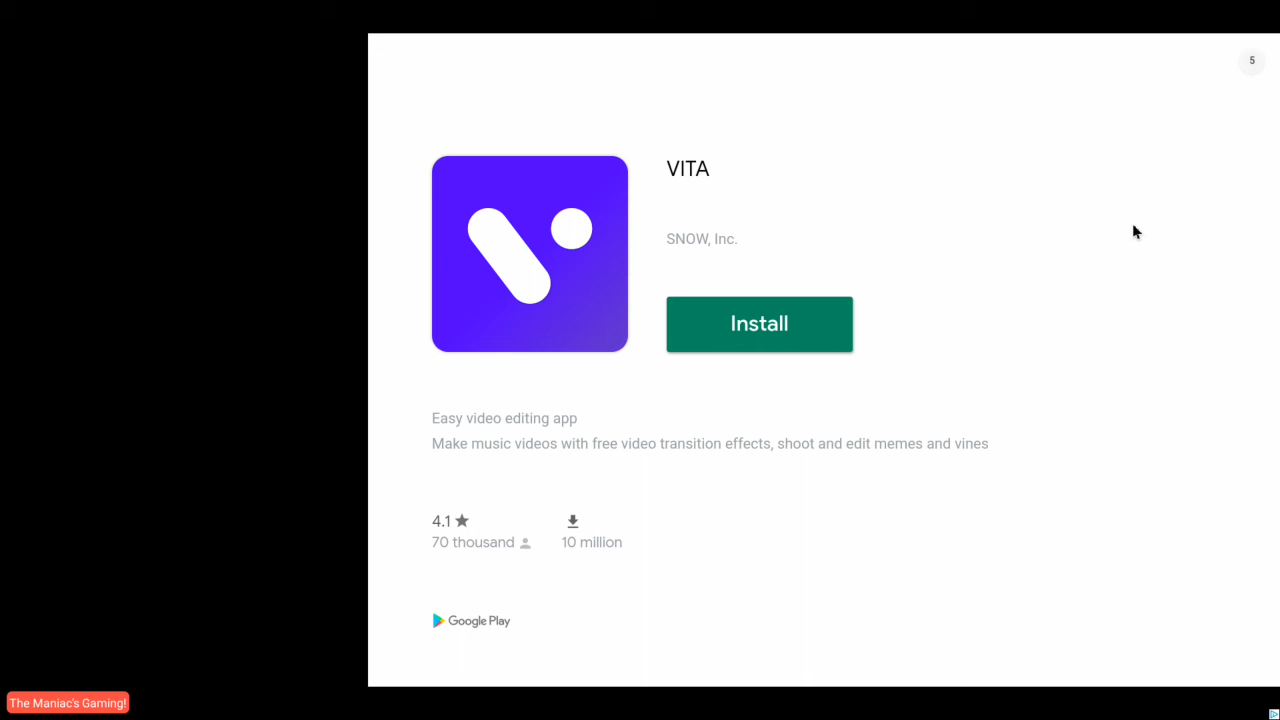 5
VITA
SNOW, Inc.
Install
Easy video editing app
Make music videos with free video transition effects, shoot and edit memes and vines
4.1
70 thousand
10 million
Google Play
The Maniac's Gaming!